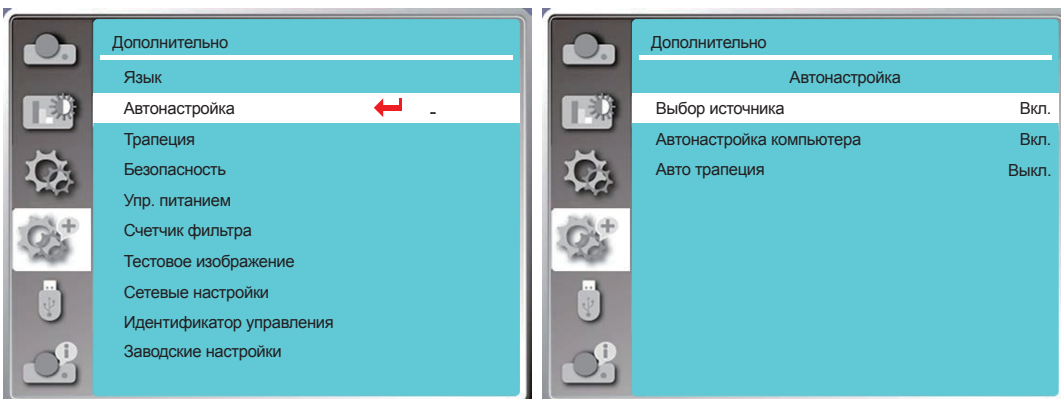 Дополнительно
Язык
Автонастройка -
Трапеция
Безопасность
Упр. питанием
Счетчик фильтра
Тестовое изображение
Сетевые настройки
Идентификатор управления
Заводские настройки
Дополнительно
Автонастройка
Выбор источника Вкл.
Автонастройка компьютера Вкл.
Авто трапеция Выкл.